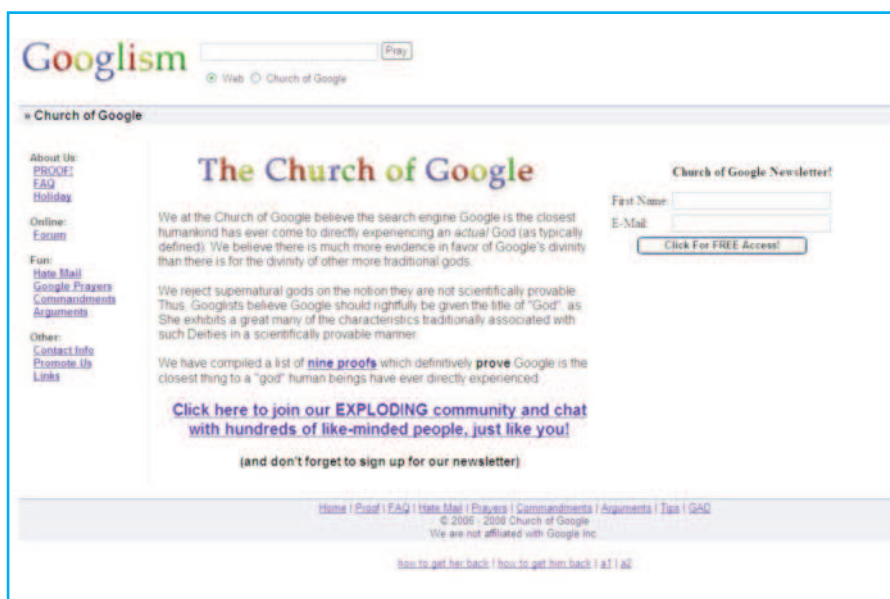 Googlism
Pray
Web Church of Google
» Church of Google
About Us:
PROOF!
FAQ
Holiday
Online:
Forum
Fun:
Hate Mail
Google Prayers
Commandments
Arguments
Other:
Contact Info
Promote Us
Links
The Church of Google
We at the Church of Google believe the search engine Google is the closest
humankind has ever come to directly experiencing an actual God (as typically
defined). We believe there is much more evidence in favor of Google's divinity
than there is for the divinity of other more traditional gods.
We reject supernatural gods on the notion they are not scientifically provable.
Thus, Googlists believe Google should rightfully be given the title of "God", as
She exhibits a great many of the characteristics traditionally associated with
such Deities in a scientifically provable manner.
We have compiled a list of nine proofs which definitively prove Google is the
closest thing to a "god" human beings have ever directly experienced.
Click here to join our EXPLODING community and chat
with hundreds of like-minded people, just like you!
(and don't forget to sign up for our newsletter)
Church of Google Newsletter!
First Name:
E-Mail:
Click For FREE Access!
Home | Proof | FAQ | Hate Mail | Prayers | Commandments | Arguments | Tips | GAD
© 2006 - 2008 Church of Google
We are not affiliated with Google Inc.
how to get her back | how to get him back | a1 | a2